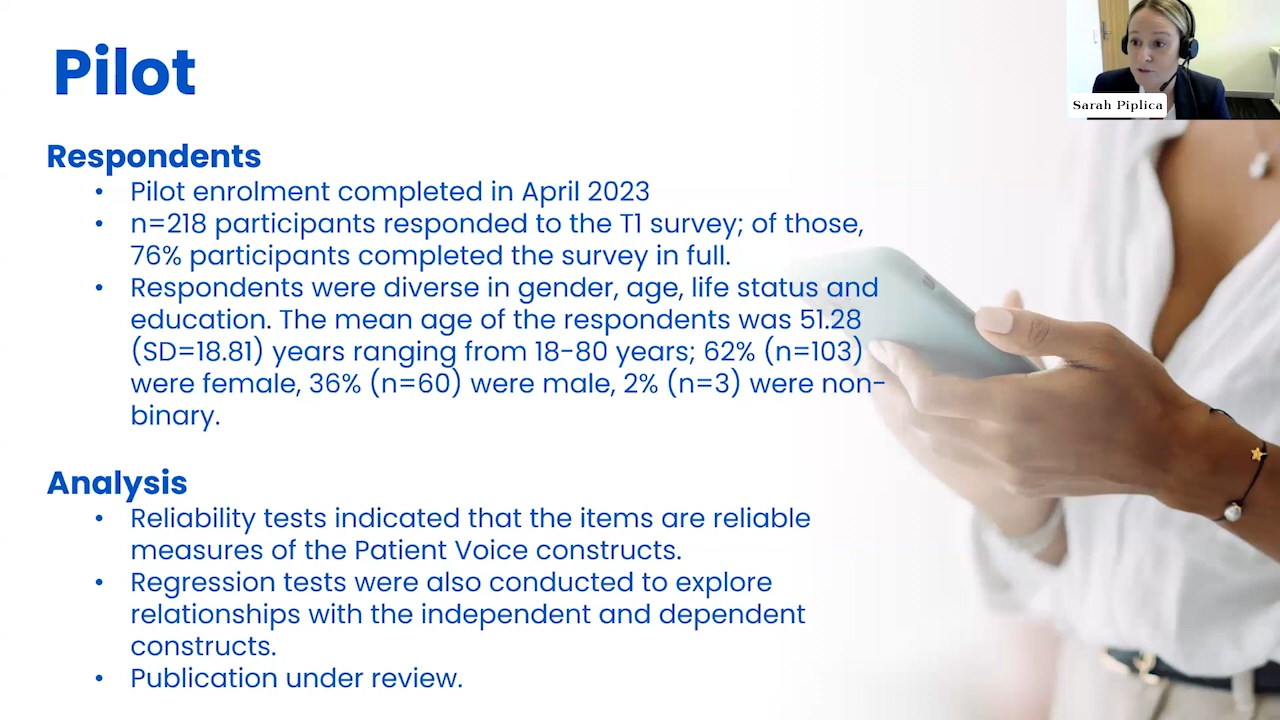 Pilot
Sarah Piplica
Respondents
• Pilot enrolment completed in April 2023
• n=218 participants responded to the T1 survey; of those,
76% participants completed the survey in full.
• Respondents were diverse in gender, age, life status and
education. The mean age of the respondents was 51.28
(SD=18.81) years ranging from 18-80 years; 62% (n=103)
were female, 36% (n=60) were male, 2% (n=3) were non-
binary.
Analysis
• Reliability tests indicated that the items are reliable
measures of the Patient Voice constructs.
• Regression tests were also conducted to explore
relationships with the independent and dependent
constructs.
• Publication under review.